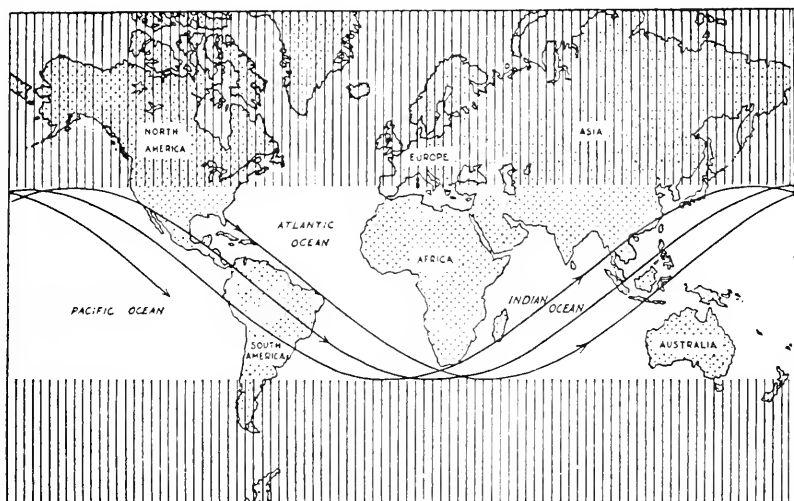 NORTH
AMERICA
EUROPE
ASIA
ATLANTIC
OCEAN
AFRICA
PACIFIC OCEAN
INDIAN
OCEAN
SOUTH
AMERICA
AUSTRALIA